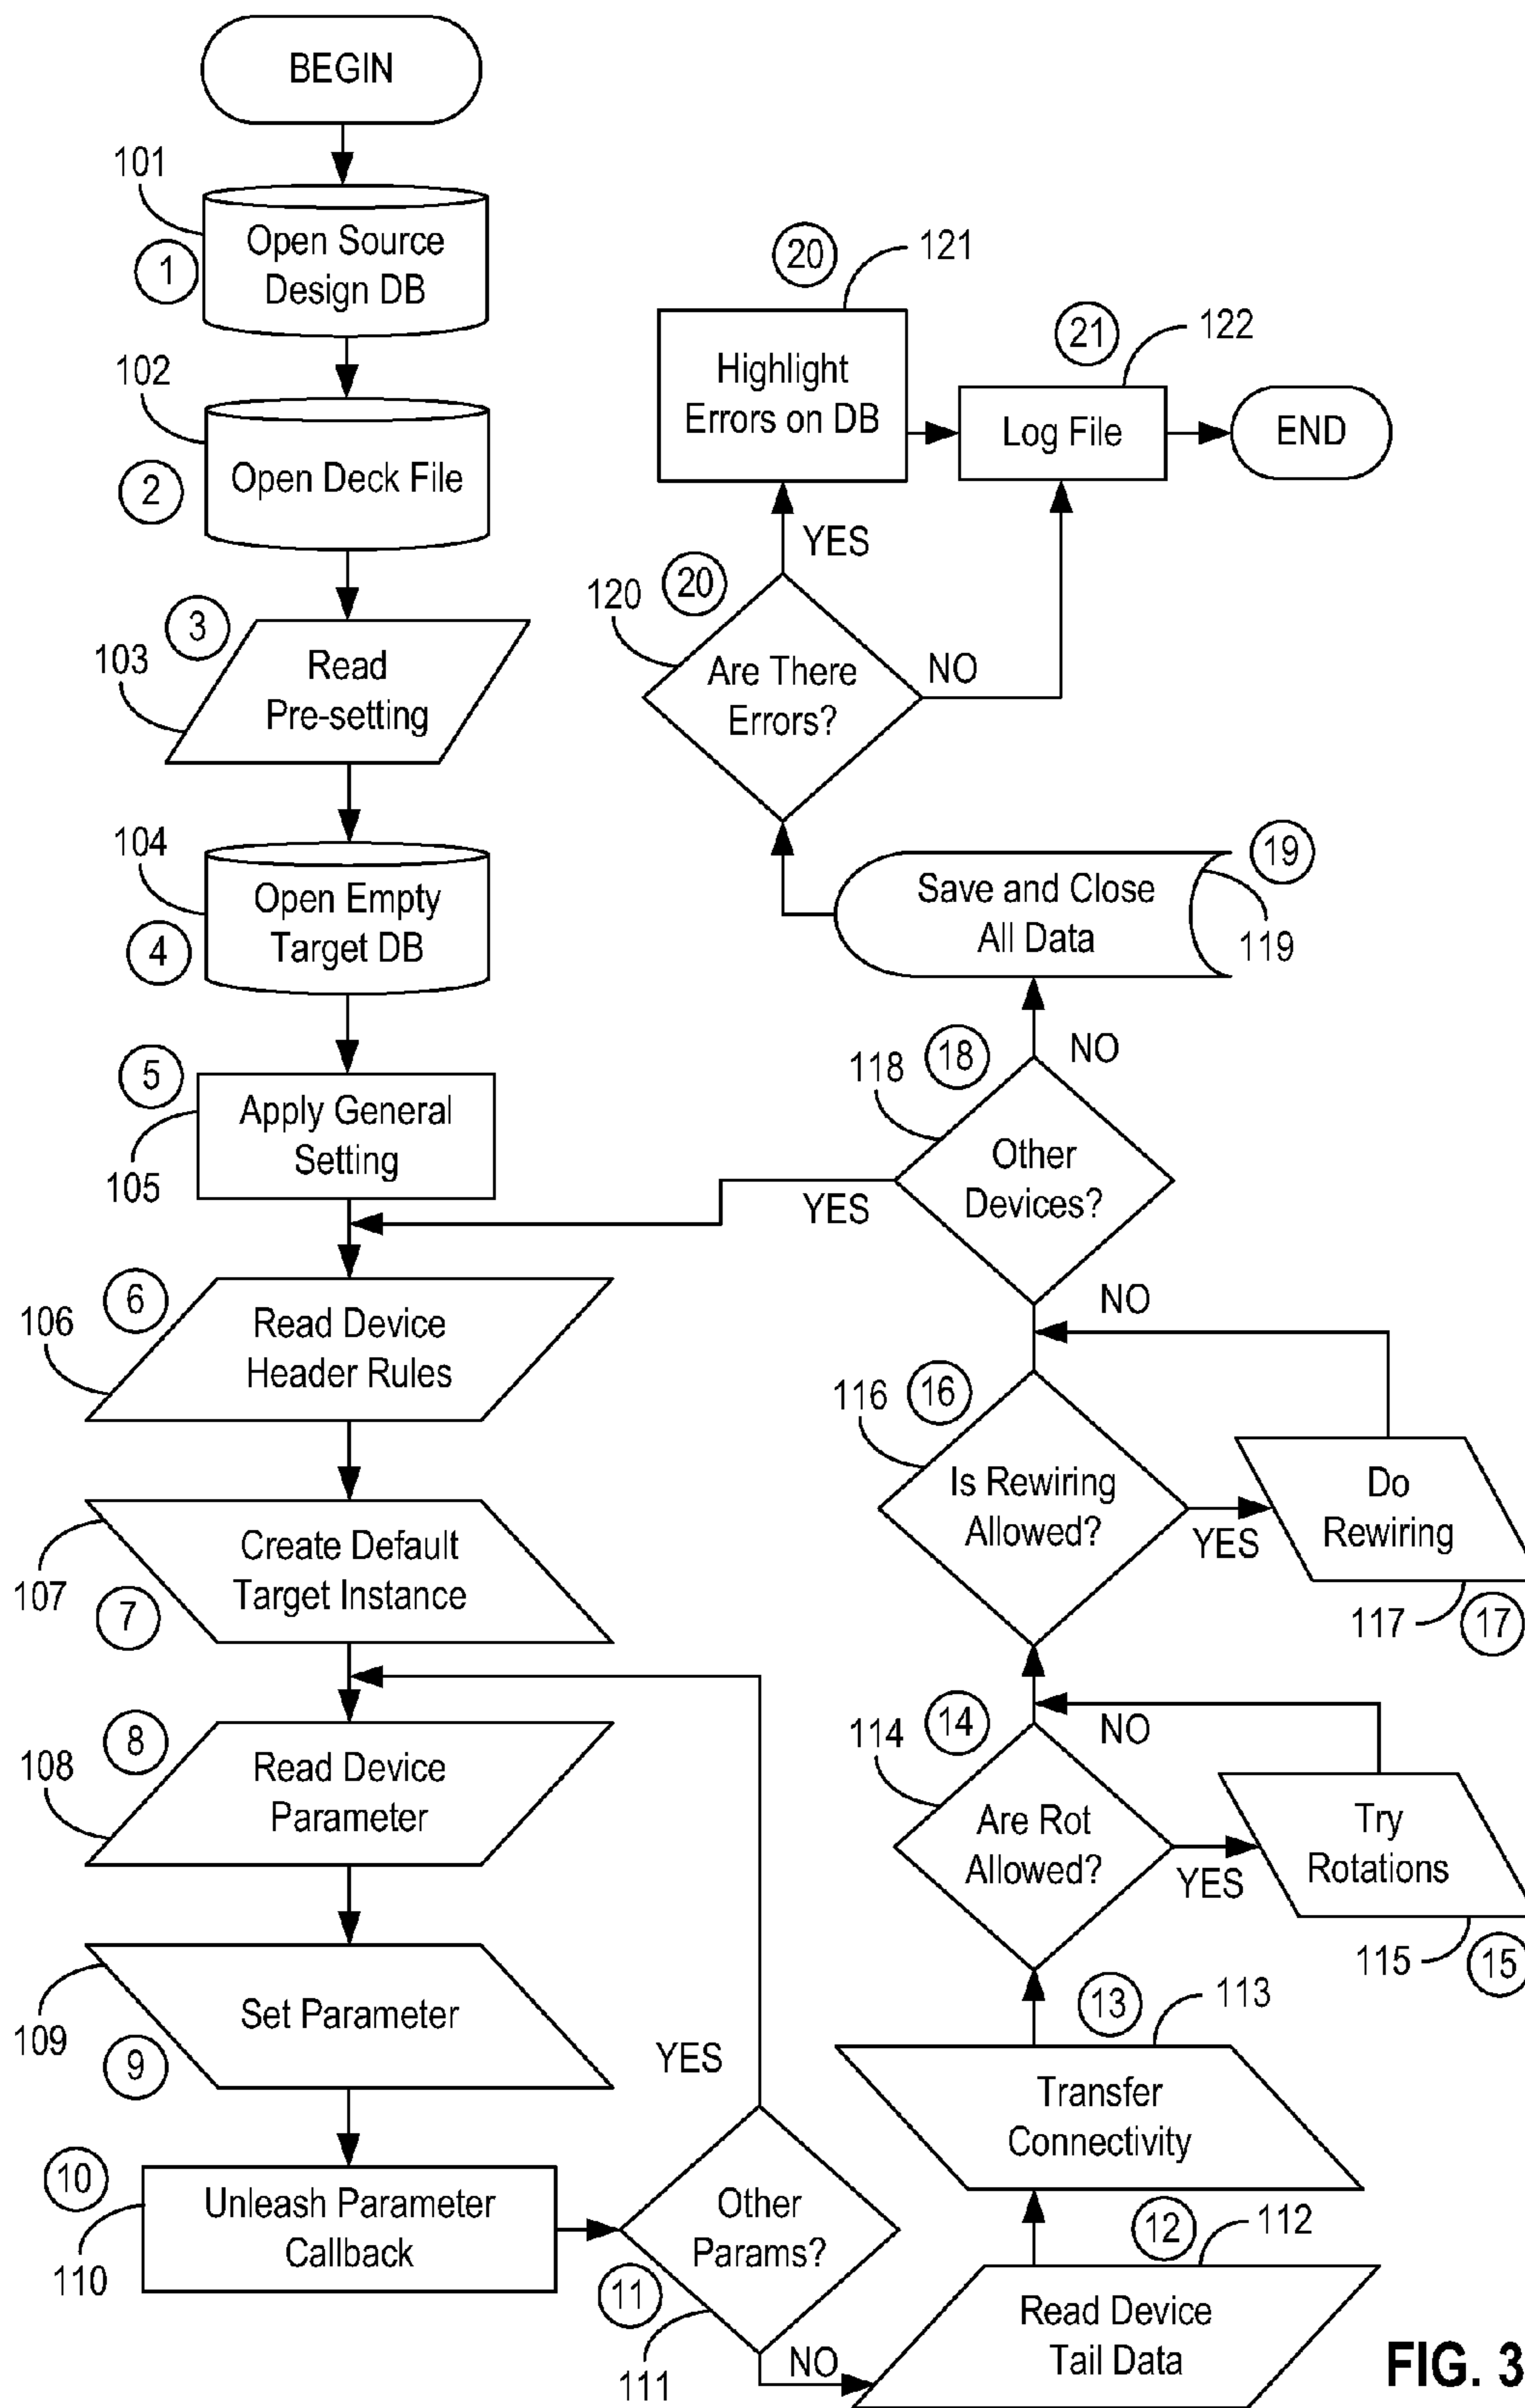 BEGIN
101
1
Open Source
Design DB
102
2
Open Deck File
3
103
Read
Pre-setting
104
4
Open Empty
Target DB
5
105
Apply General
Setting
6
106
Read Device
Header Rules
107
7
Create Default
Target Instance
8
108
Read Device
Parameter
109
9
Set Parameter
10
110
Unleash Parameter
Callback
YES
Other
Params?
11
111
NO
12
112
Read Device
Tail Data
13
113
Transfer
Connectivity
114
14
Are Rot
Allowed?
NO
YES
Try
Rotations
115
15
116
16
Is Rewiring
Allowed?
NO
YES
Do
Rewiring
117
17
118
18
Other
Devices?
YES
NO
Save and Close
All Data
19
119
120
20
Are There
Errors?
YES
NO
20
121
Highlight
Errors on DB
21
122
Log File
END
FIG. 3